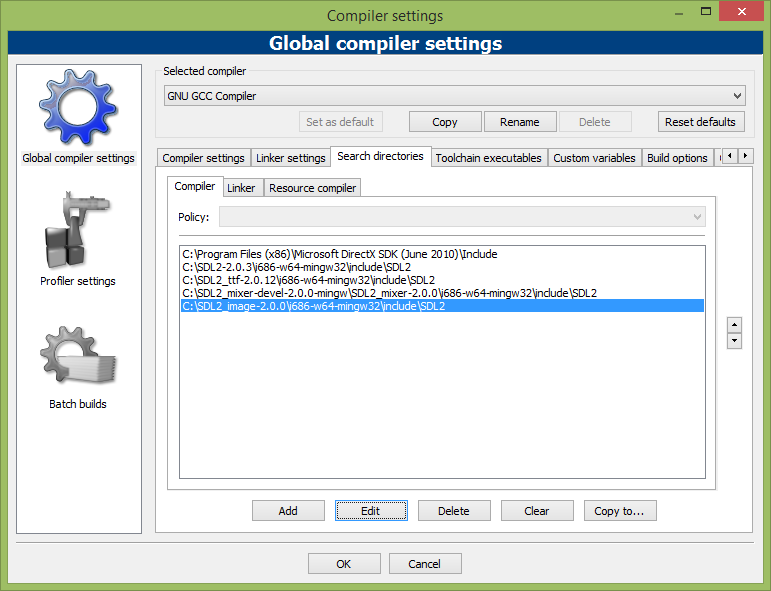 Compiler settings
Global compiler settings
Global compiler settings
Profiler settings
Batch builds
Selected compiler
GNU GCC Compiler
Set as default Copy Rename Delete Reset defaults
Compiler settings Linker settings Search directories Toolchain executables Custom variables Build options
Compiler Linker Resource compiler
Policy:
C:\Program Files (x86)\Microsoft DirectX SDK (June 2010)\Include
C:\SDL2-2.0.3\i686-w64-mingw32\include\SDL2
C:\SDL2_ttf-2.0.12\i686-w64-mingw32\include\SDL2
C:\SDL2_mixer-devel-2.0.0-mingw\SDL2_mixer-2.0.0\i686-w64-mingw32\include\SDL2
C:\SDL2_image-2.0.0\i686-w64-mingw32\include\SDL2
Add Edit Delete Clear Copy to...
OK Cancel